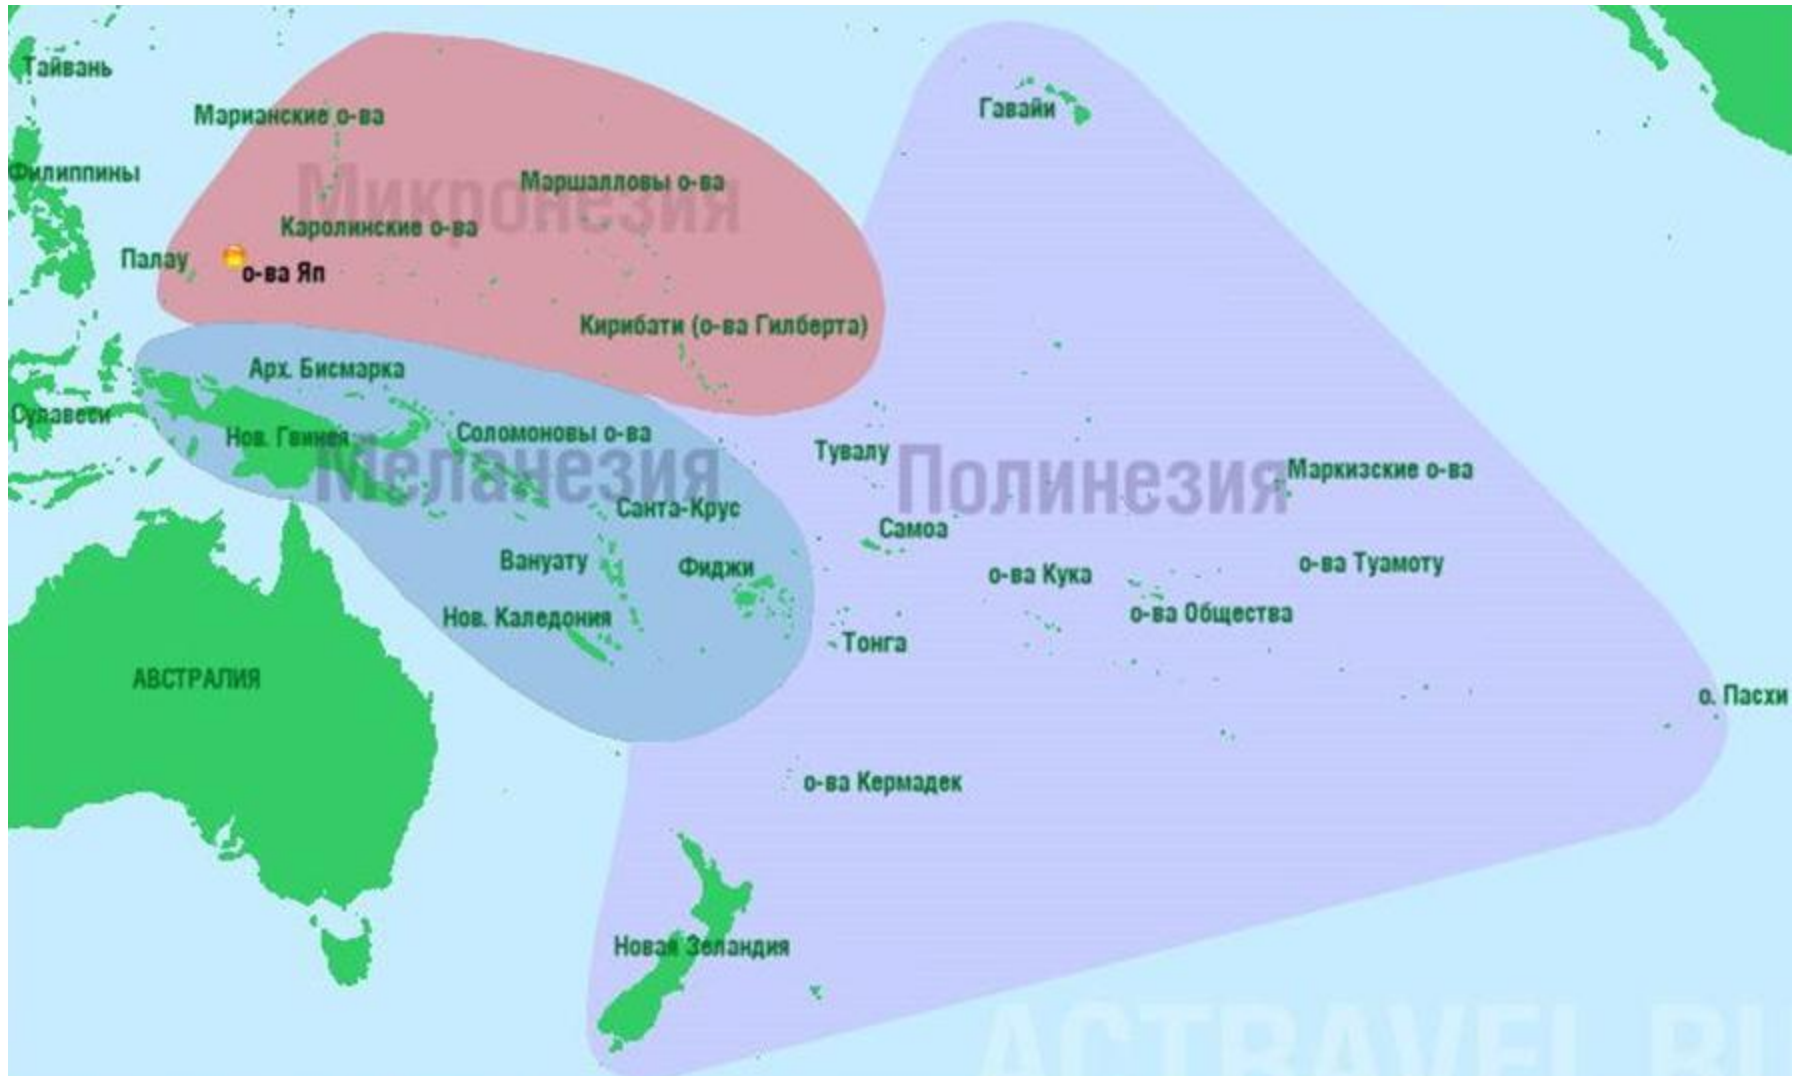 Тайвань
Гавайи
Марианские о-ва
Филиппины
Маршалловы о-ва
Микронезия
Каролинские о-ва
Палау
о-ва Яп
Кирибати (о-ва Гилберта)
Арх. Бисмарка
Сулавеси
Нов. Гвинея
Соломоновы о-ва
Тувалу
Меланезия
Полинезия
Маркизские о-ва
Санта-Крус
Самоа
Вануату
Фиджи
о-ва Кука
о-ва Туамоту
Нов. Каледония
о-ва Общества
Тонга
АВСТРАЛИЯ
о. Пасхи
о-ва Кермадек
Новая Зеландия
ACTRAVEL.RU